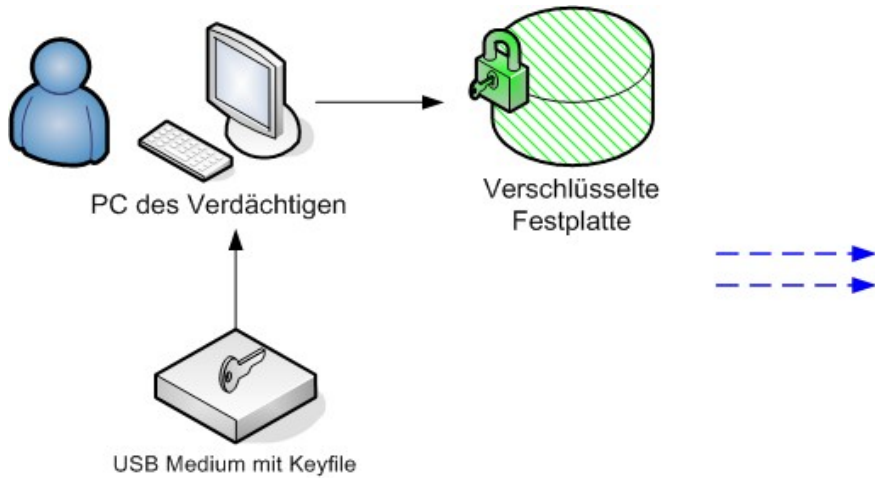 PC des Verdächtigen
Verschlüsselte
Festplatte
USB Medium mit Keyfile